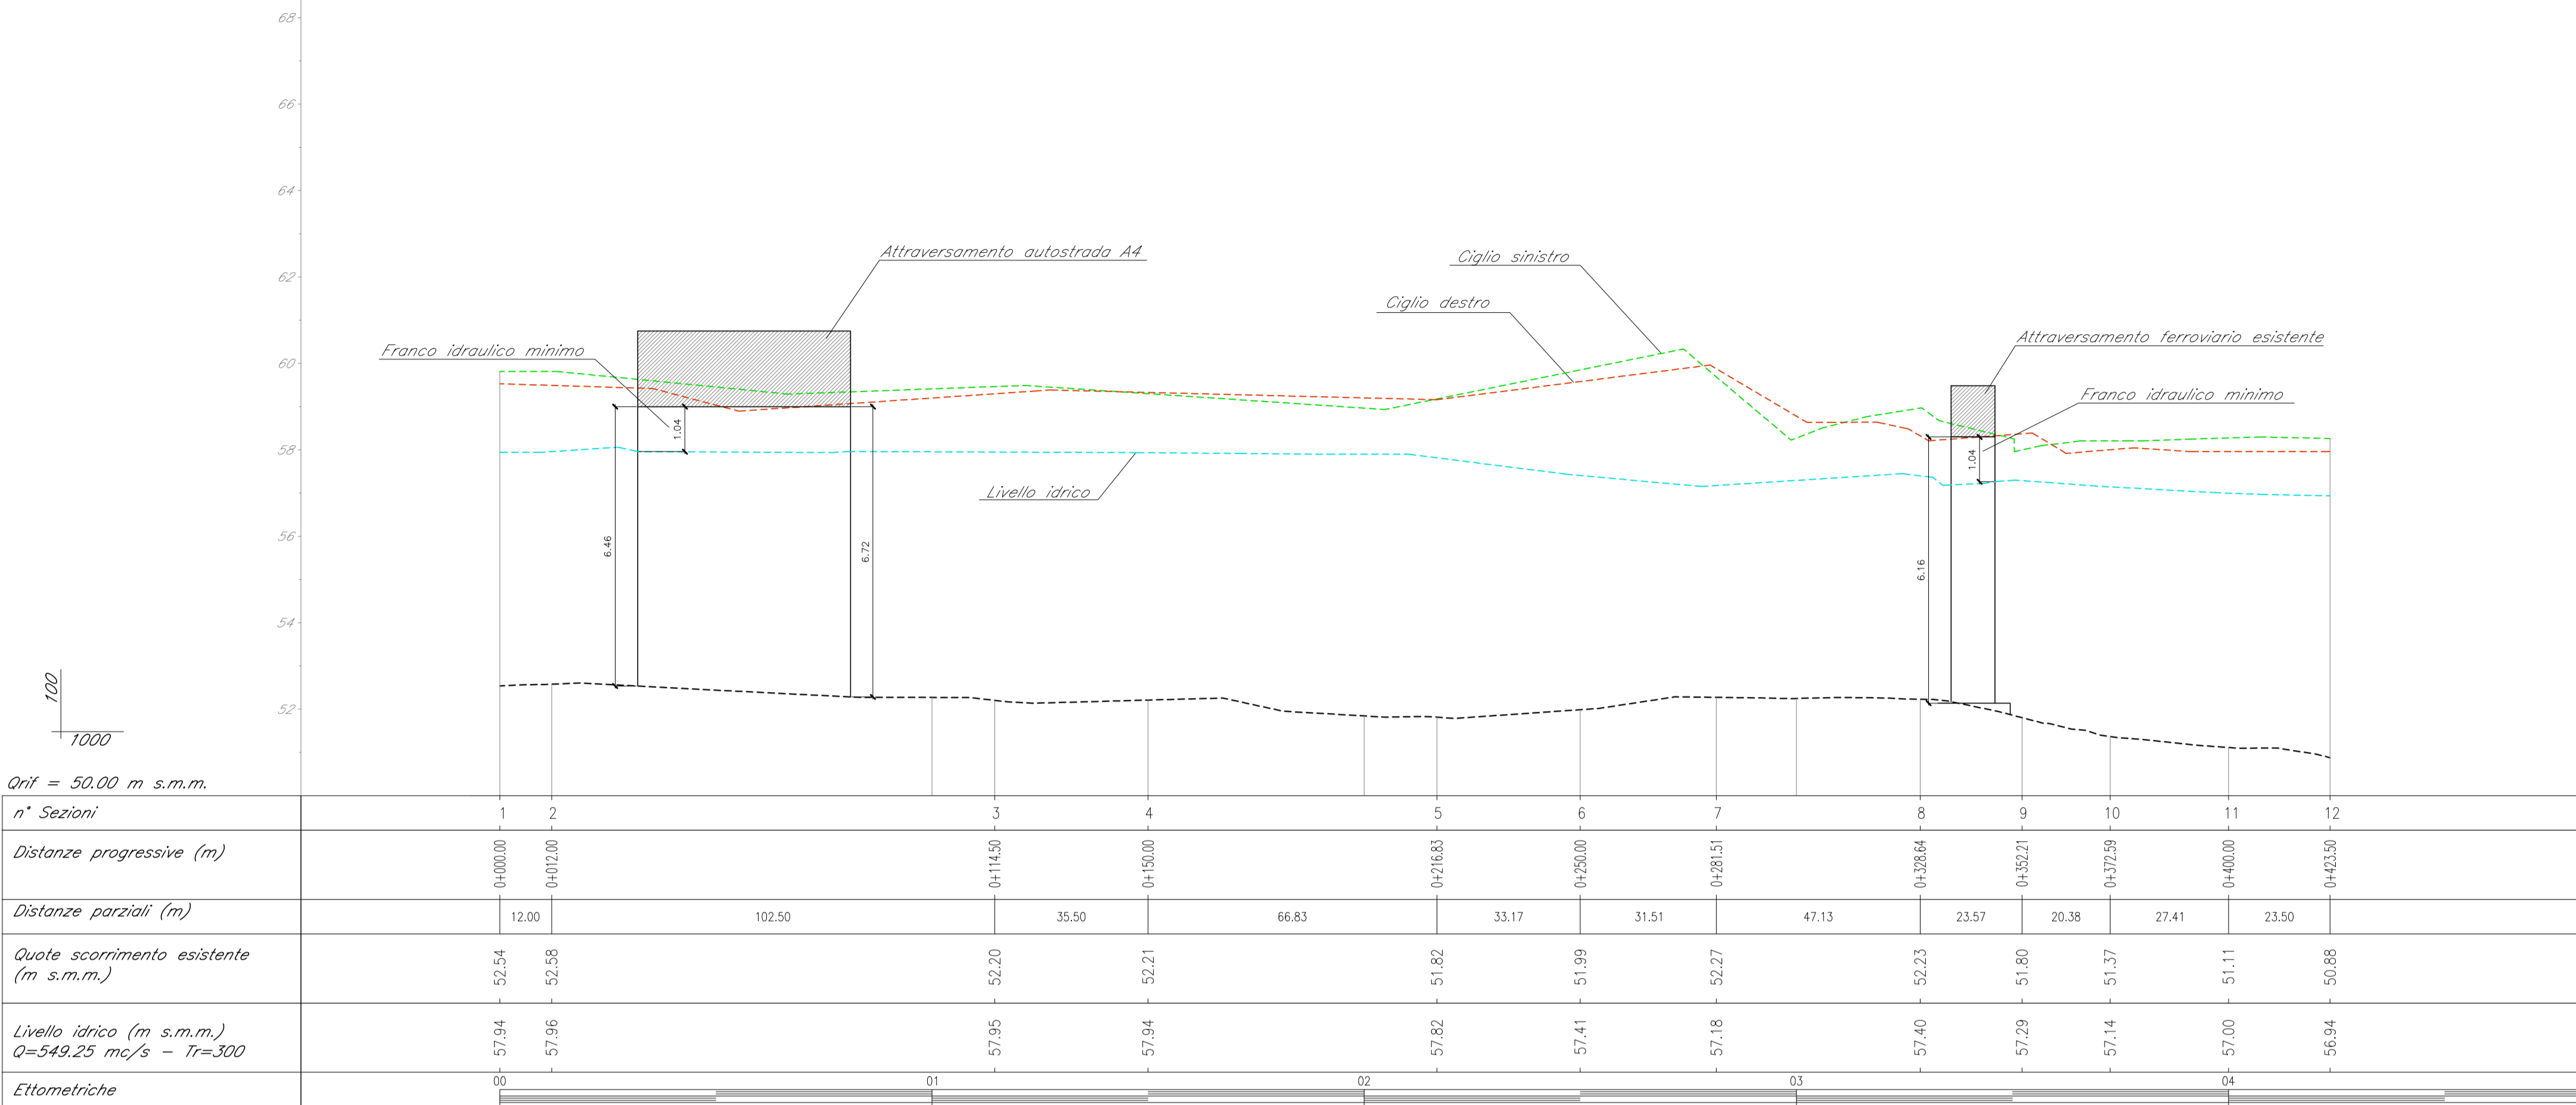 68
66
64
62
60
58
56
54
52
Attraversamento autostrada A4
Ciglio sinistro
Ciglio destro
Franco idraulico minimo
Attraversamento ferroviario esistente
Franco idraulico minimo
Livello idrico
1.04
6.46
6.72
1.04
6.16
100
1000
Qrif = 50.00 m s.m.m.
n° Sezioni 1 2 3 4 5 6 7 8 9 10 11 12
Distanze progressive (m) 0+000.00 0+012.00 0+114.50 0+150.00 0+216.83 0+250.00 0+281.51 0+328.64 0+352.21 0+372.59 0+400.00 0+423.50
Distanze parziali (m) 12.00 102.50 35.50 66.83 33.17 31.51 47.13 23.57 20.38 27.41 23.50
Quote scorrimento esistente
(m s.m.m.) 52.54 52.58 52.20 52.21 51.82 51.99 52.27 52.23 51.80 51.37 51.11 50.88
Livello idrico (m s.m.m.)
Q=549.25 mc/s - Tr=300 57.94 57.96 57.95 57.94 57.82 57.41 57.18 57.40 57.29 57.14 57.00 56.94
Ettometriche 00 01 02 03 04